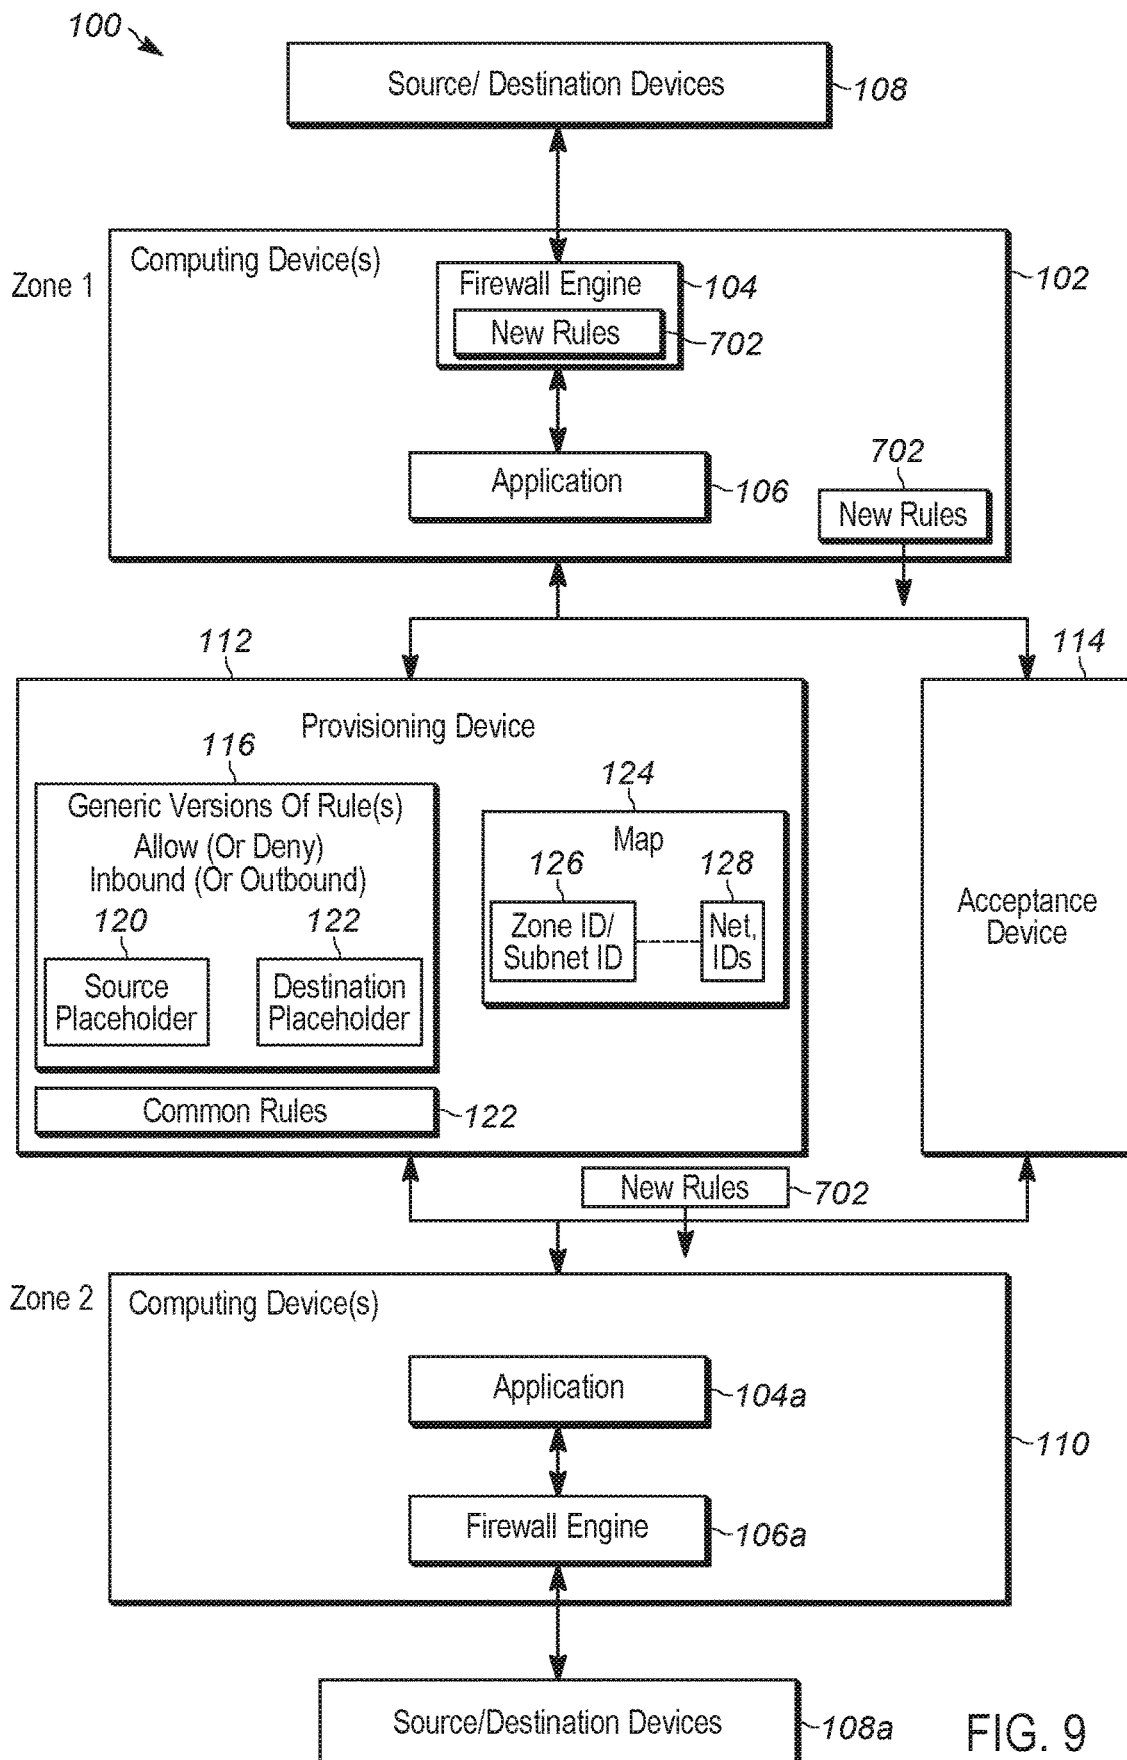 100
Source/ Destination Devices
108
Zone 1
Computing Device(s)
102
Firewall Engine
104
New Rules
702
Application
106
702
New Rules
112
114
Provisioning Device
116
Generic Versions Of Rule(s)
Allow (Or Deny)
Inbound (Or Outbound)
120
122
Source
Placeholder
Destination
Placeholder
124
Map
126
128
Zone ID/
Subnet ID
Net,
IDs
Acceptance
Device
Common Rules
122
New Rules
702
Zone 2
Computing Device(s)
Application
104a
110
Firewall Engine
106a
Source/Destination Devices
108a
FIG. 9